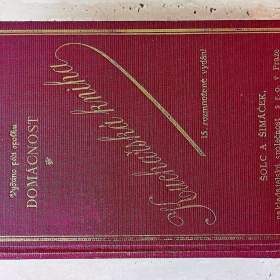 Vydáno péčí spolku
DOMÁCNOST
Kuchařská kniha
15. rozmnožené vydání
ŠOLC A ŠIMÁČEK,
nakladatelská společnost s r. o. v Praze